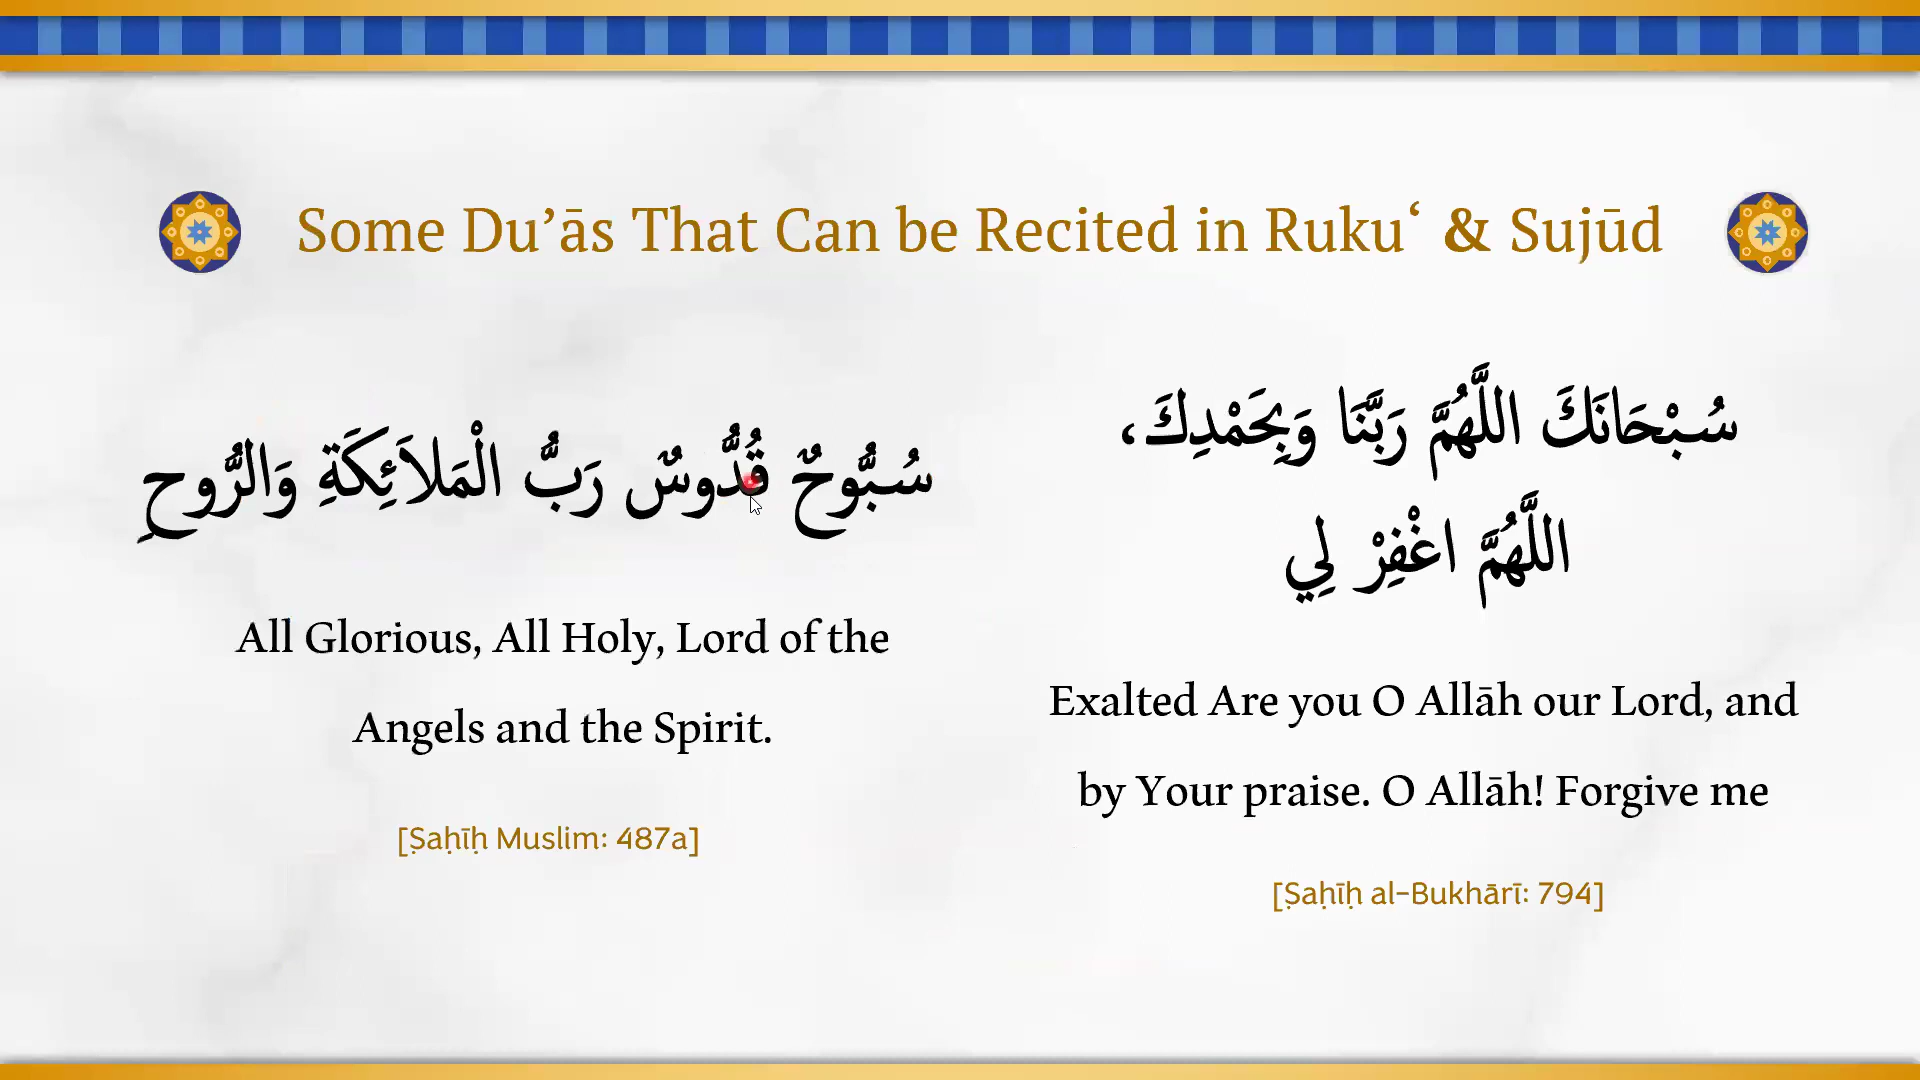 Some Du’ās That Can be Recited in Ruku‘ & Sujūd
سُبُّوحٌ قُدُّوسٌ رَبُّ الْمَلاَئِكَةِ وَالرُّوحِ
All Glorious, All Holy, Lord of the
Angels and the Spirit.
[Ṣaḥīḥ Muslim: 487a]
سُبْحَانَكَ اللَّهُمَّ رَبَّنَا وَبِحَمْدِكَ،
اللَّهُمَّ اغْفِرْ لِي
Exalted Are you O Allāh our Lord, and
by Your praise. O Allāh! Forgive me
[Ṣaḥīḥ al-Bukhārī: 794]